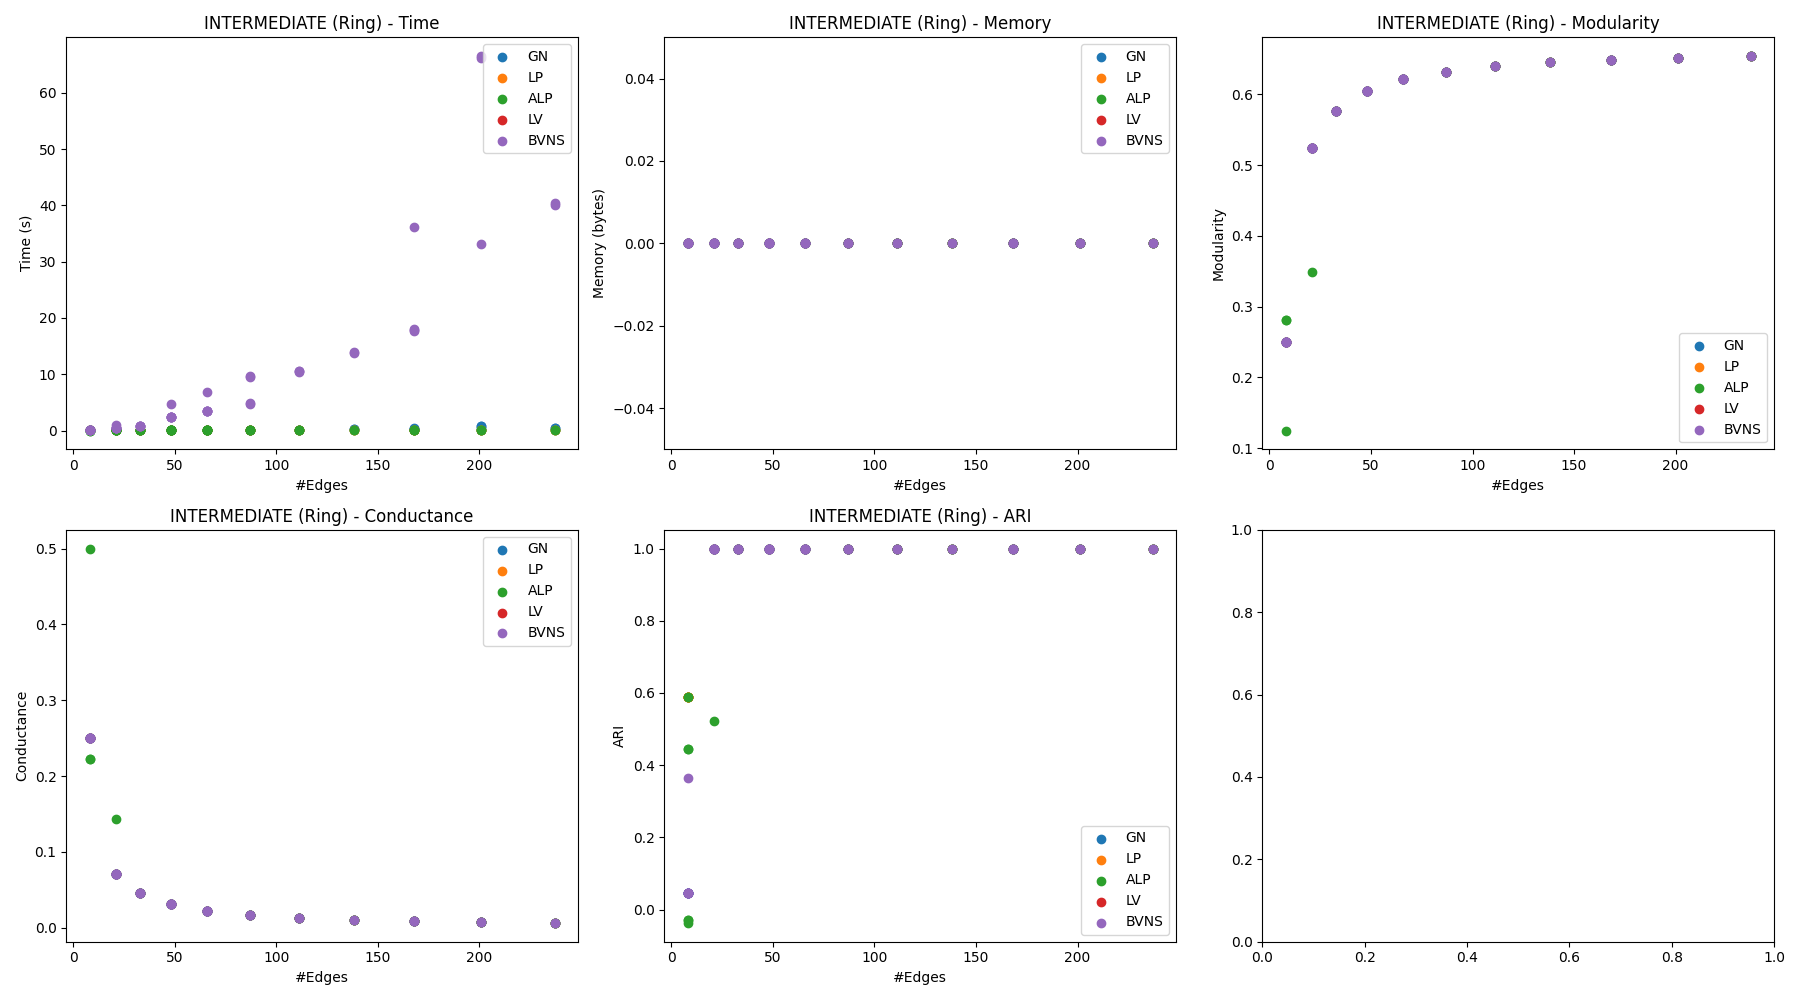 INTERMEDIATE (Ring) - Time
INTERMEDIATE (Ring) - Memory
INTERMEDIATE (Ring) - Modularity
Time (s)
60
50
40
30
20
10
0
0 50 100 150 200
#Edges
GN
LP
ALP
LV
BVNS
Memory (bytes)
0.04
0.02
0.00
−0.02
−0.04
0 50 100 150 200
#Edges
GN
LP
ALP
LV
BVNS
Modularity
0.6
0.5
0.4
0.3
0.2
0.1
0 50 100 150 200
#Edges
GN
LP
ALP
LV
BVNS
INTERMEDIATE (Ring) - Conductance
INTERMEDIATE (Ring) - ARI
Conductance
0.5
0.4
0.3
0.2
0.1
0.0
0 50 100 150 200
#Edges
GN
LP
ALP
LV
BVNS
ARI
1.0
0.8
0.6
0.4
0.2
0.0
0 50 100 150 200
#Edges
GN
LP
ALP
LV
BVNS
1.0
0.8
0.6
0.4
0.2
0.0
0.0 0.2 0.4 0.6 0.8 1.0